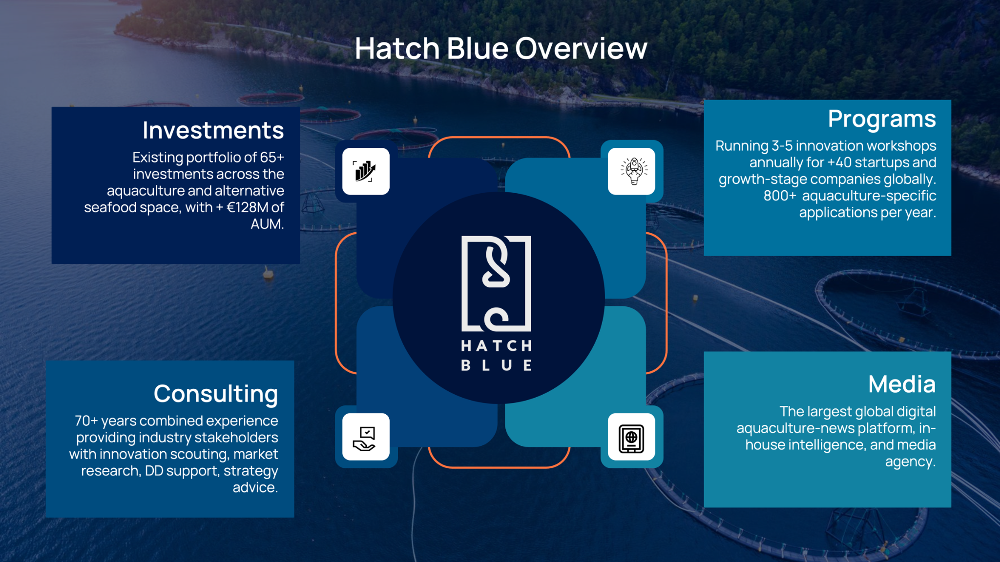 Hatch Blue Overview
Investments
Existing portfolio of 65+
investments across the
aquaculture and alternative
seafood space, with + €128M of
AUM.
Programs
Running 3-5 innovation workshops
annually for +40 startups and
growth-stage companies globally.
800+ aquaculture-specific
applications per year.
HATCH
BLUE
Consulting
70+ years combined experience
providing industry stakeholders
with innovation scouting, market
research, DD support, strategy
advice.
Media
The largest global digital
aquaculture-news platform, in-
house intelligence, and media
agency.